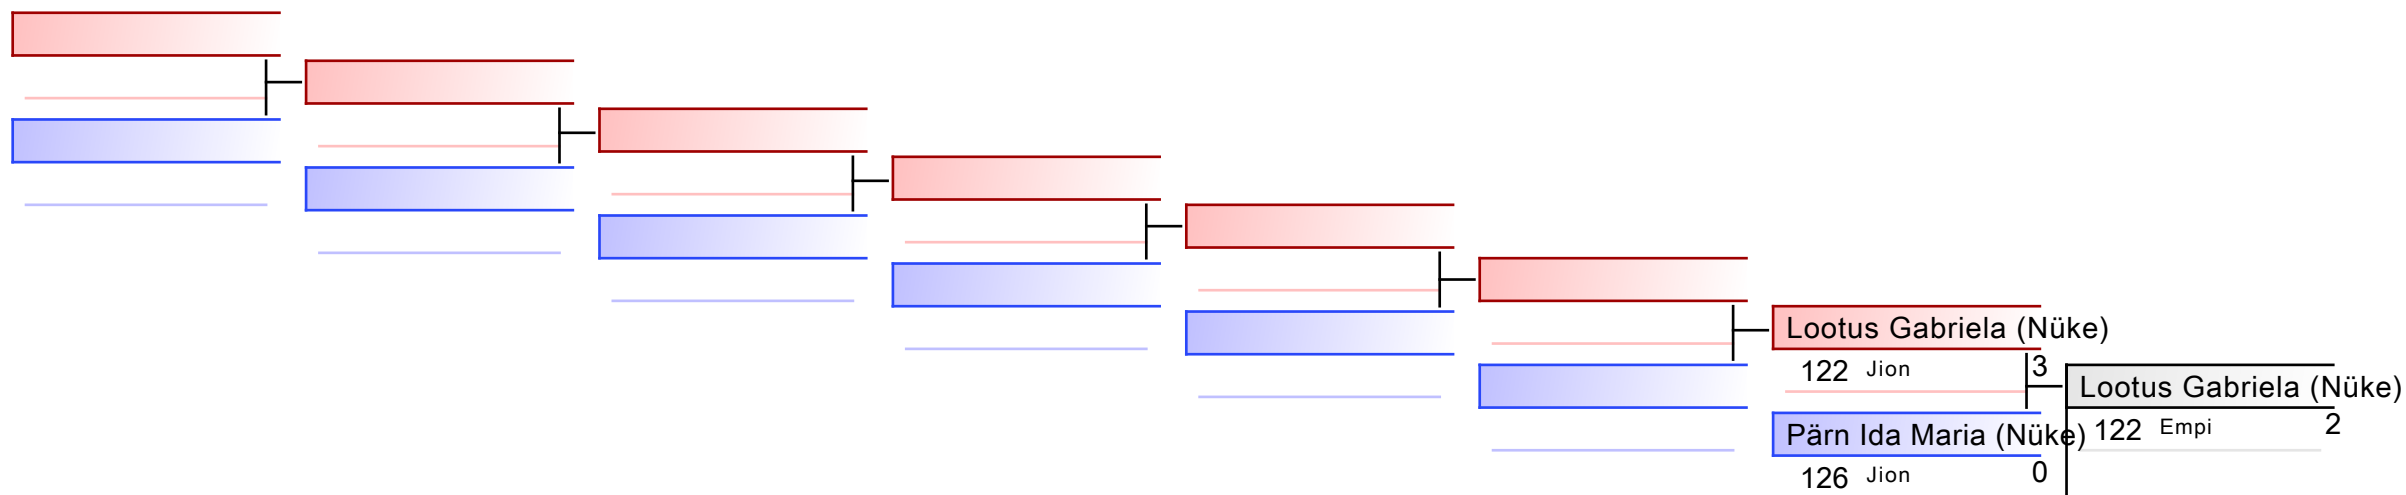 Lootus Gabriela (Nüke)
122 Jion 3
Lootus Gabriela (Nüke)
122 Empi 2
Pärn Ida Maria (Nüke)
126 Jion 0